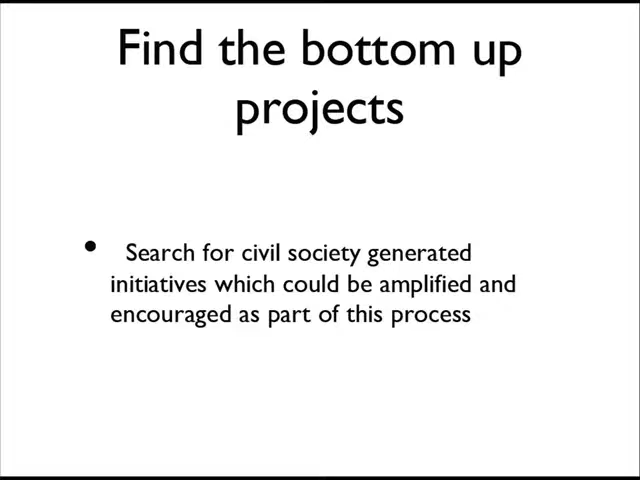 Find the bottom up
projects
• Search for civil society generated
initiatives which could be amplified and
encouraged as part of this process